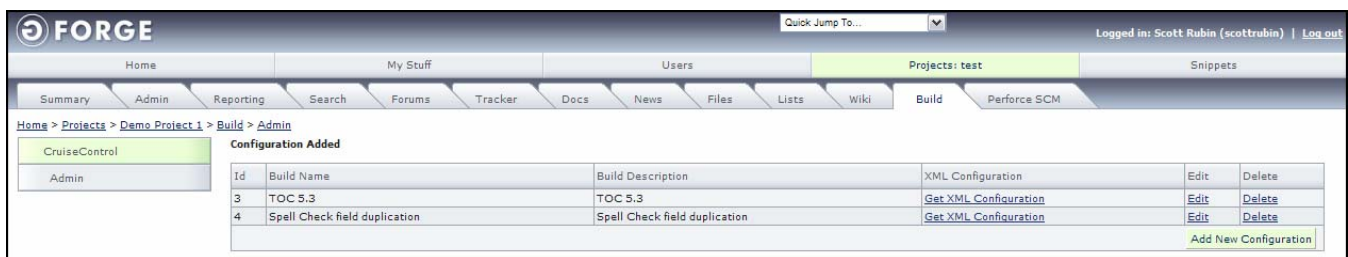 GFORGE
Quick Jump To...
Logged in: Scott Rubin (scottrubin) | Log out
Home My Stuff Users Projects: test Snippets
Summary Admin Reporting Search Forums Tracker Docs News Files Lists Wiki Build Perforce SCM
Home > Projects > Demo Project 1 > Build > Admin
CruiseControl
Admin
Configuration Added
Id Build Name Build Description XML Configuration Edit Delete
3 TOC 5.3 TOC 5.3 Get XML Configuration Edit Delete
4 Spell Check field duplication Spell Check field duplication Get XML Configuration Edit Delete
Add New Configuration